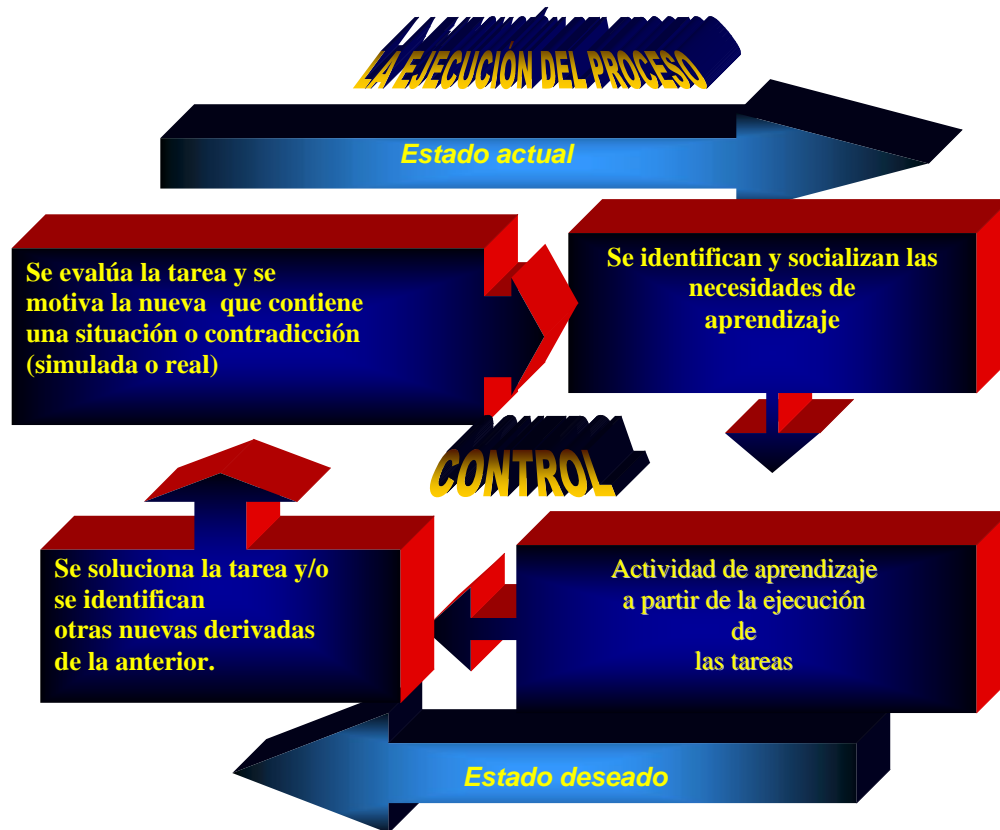 LA EJECUCIÓN DEL PROCESO
Estado actual
Se evalúa la tarea y se
motiva la nueva que contiene
una situación o contradicción
(simulada o real)
Se identifican y socializan las
necesidades de
aprendizaje
CONTROL
Se soluciona la tarea y/o
se identifican
otras nuevas derivadas
de la anterior.
Actividad de aprendizaje
a partir de la ejecución
de
las tareas
Estado deseado